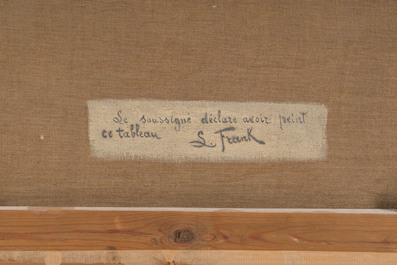 Le soussigné déclare avoir peint
ce tableau L. Frank